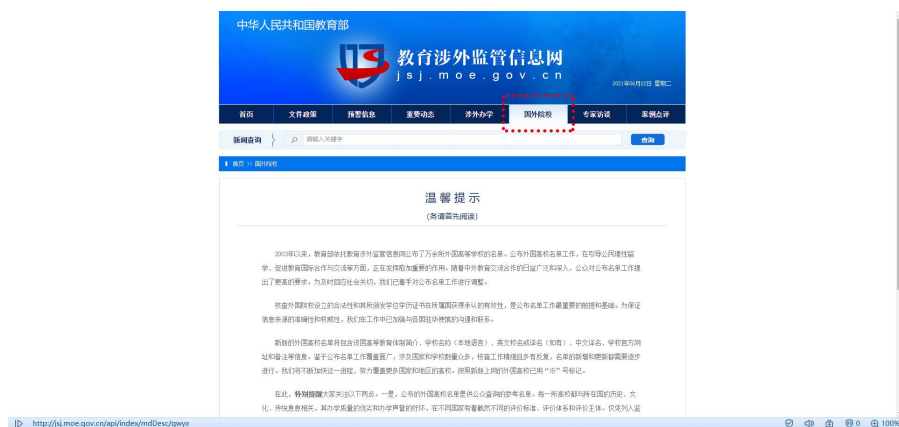 中华人民共和国教育部
教育涉外监管信息网
jsj.moe.gov.cn
2021年06月22日 星期二
首页 文件政策 预警信息 重要动态 涉外办学 国外院校 专家访谈 案例点评
新闻查询 请输入关键字 查询
首页 >> 国外院校
温馨提示
(务请首先阅读)
2003年以来，教育部依托教育涉外监管信息网公布了万余所外国高等学校的名单。公布外国高校名单工作，在引导公民理性留
学、促进教育国际合作与交流等方面，正在发挥愈加重要的作用。随着中外教育交流合作的日益广泛和深入，公众对公布名单工作提
出了更高的要求。为及时回应社会关切，我们已着手对公布名单工作进行调整。
核查外国院校设立的合法性和其所颁发学位学历证书在所属国获得承认的有效性，是公布名单工作最重要的前提和基础。为保证
信息来源的准确性和权威性，我们在工作中已加强与各国驻华使馆的沟通和联系。
新版的外国高校名单将包含该国高等教育体制简介、学校名称（本地语言）、英文校名或译名（如有）、中文译名、学校官方网
址和备注等信息。鉴于公布名单工作覆盖面广，涉及国家和学校数量众多，核查工作精细且多有反复，名单的新增和更新都需要逐步
进行。我们将不断加快这一进程，努力覆盖更多国家和地区的高校。按照新版上网的外国高校已用“※”号标记。
在此，特别提醒大家关注以下两点。一是，公布的外国高校名单是供公众查询的参考名单。每一所高校都与所在国的历史、文
化、传统息息相关，其办学质量的优劣和办学声誉的好坏，在不同国家有着截然不同的评价标准、评价体系和评价主体。仅凭列入监
http://jsj.moe.gov.cn/api/index/mdDesc/gwyx 0 100%